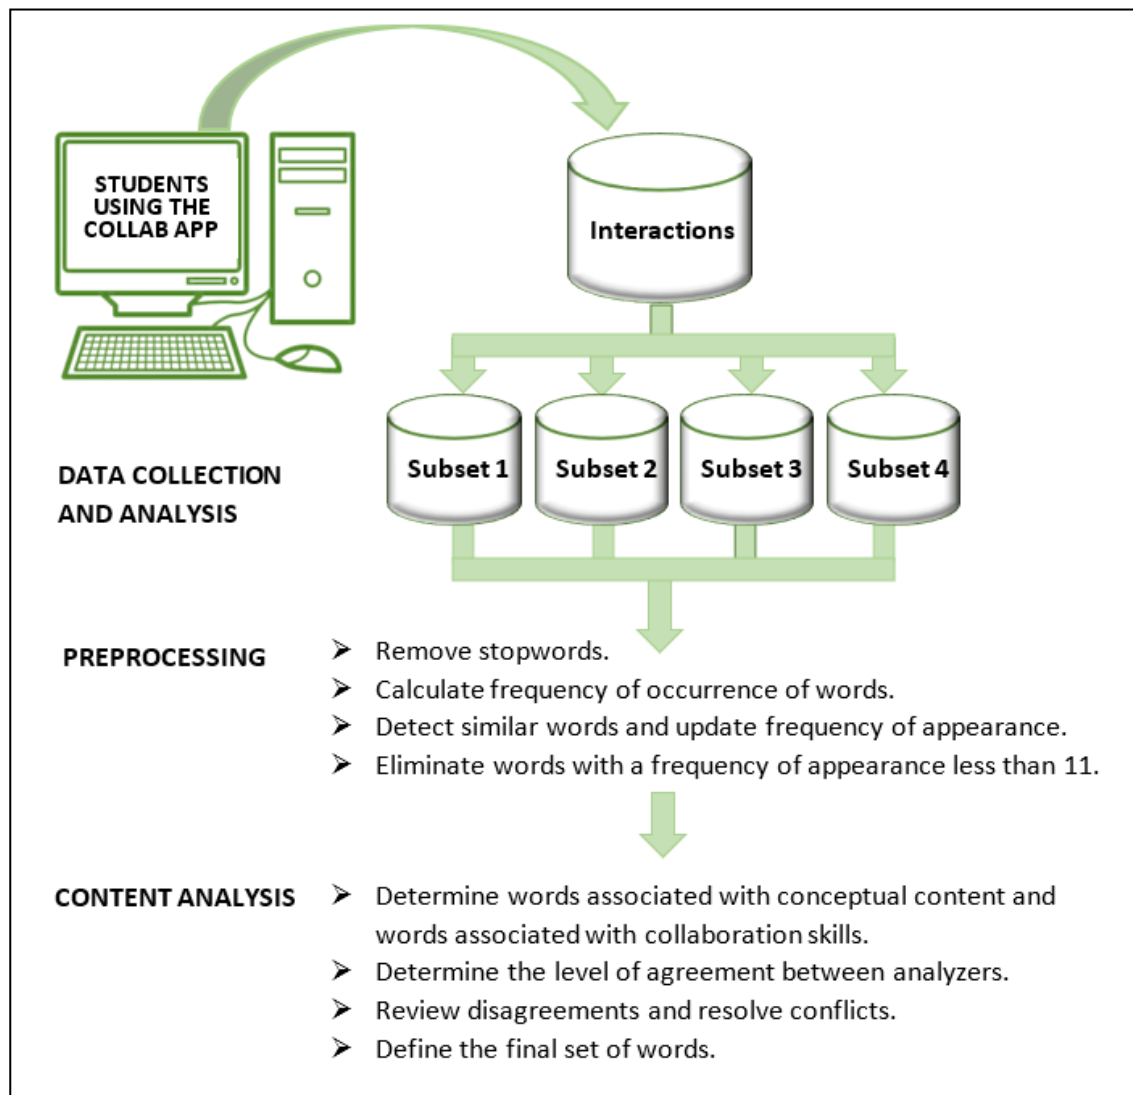 STUDENTS
USING THE
COLLAB APP
Interactions
Subset 1
Subset 2
Subset 3
Subset 4
DATA COLLECTION
AND ANALYSIS
PREPROCESSING
➤ Remove stopwords.
➤ Calculate frequency of occurrence of words.
➤ Detect similar words and update frequency of appearance.
➤ Eliminate words with a frequency of appearance less than 11.
CONTENT ANALYSIS
➤ Determine words associated with conceptual content and
words associated with collaboration skills.
➤ Determine the level of agreement between analyzers.
➤ Review disagreements and resolve conflicts.
➤ Define the final set of words.